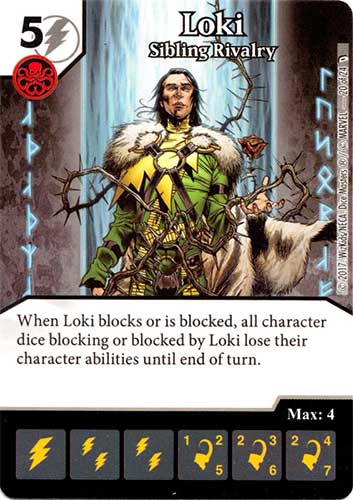 5
Loki
Sibling Rivalry
© 2017 WizKids/NECA. Dice Masters ® / © MARVEL — 20 of 24
When Loki blocks or is blocked, all character
dice blocking or blocked by Loki lose their
character abilities until end of turn.
Max: 4
1 2 5
2 3 6
2 4 7